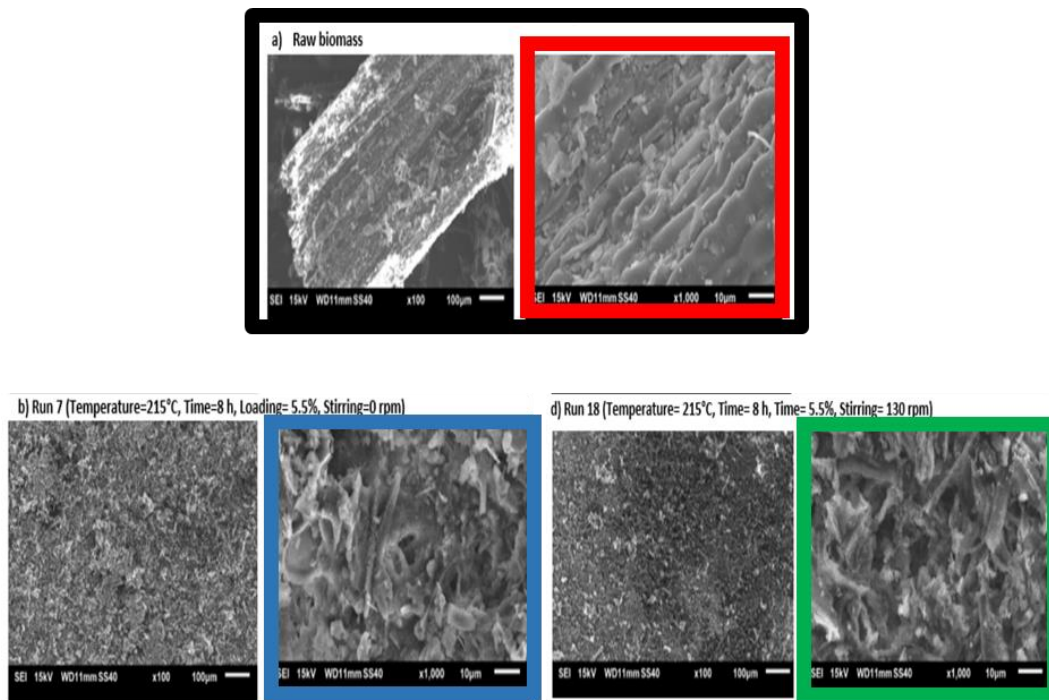 a) Raw biomass
SEI 15kV WD11mm SS40 x100 100µm
SEI 15kV WD11mm SS40 x1,000 10µm
b) Run 7 (Temperature=215°C, Time=8 h, Loading= 5.5%, Stirring=0 rpm)
SEI 15kV WD11mm SS40 x100 100µm
SEI 15kV WD11mm SS40 x1,000 10µm
d) Run 18 (Temperature= 215°C, Time= 8 h, Time= 5.5%, Stirring= 130 rpm)
SEI 15kV WD11mm SS40 x100 100µm
SEI 15kV WD11mm SS40 x1,000 10µm